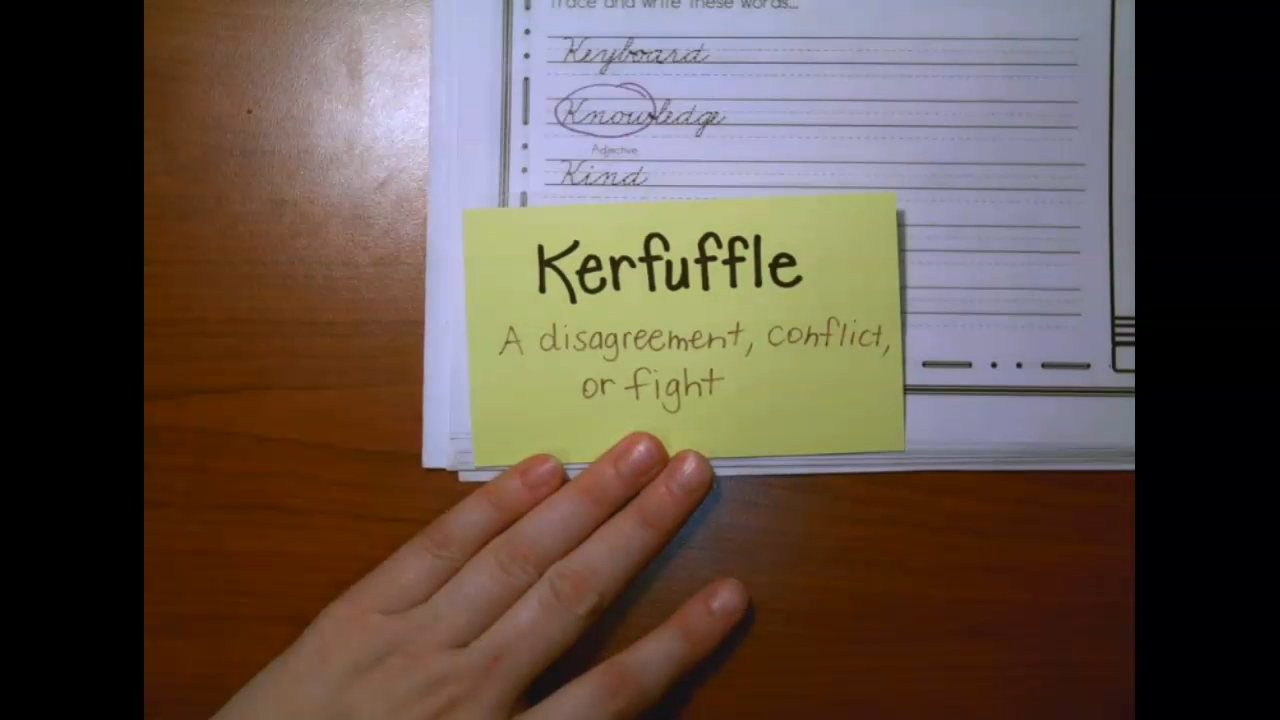 Trace and write these words...
Keyboard
Knowledge
Adjective
Kind
Kerfuffle
A disagreement, conflict,
or fight